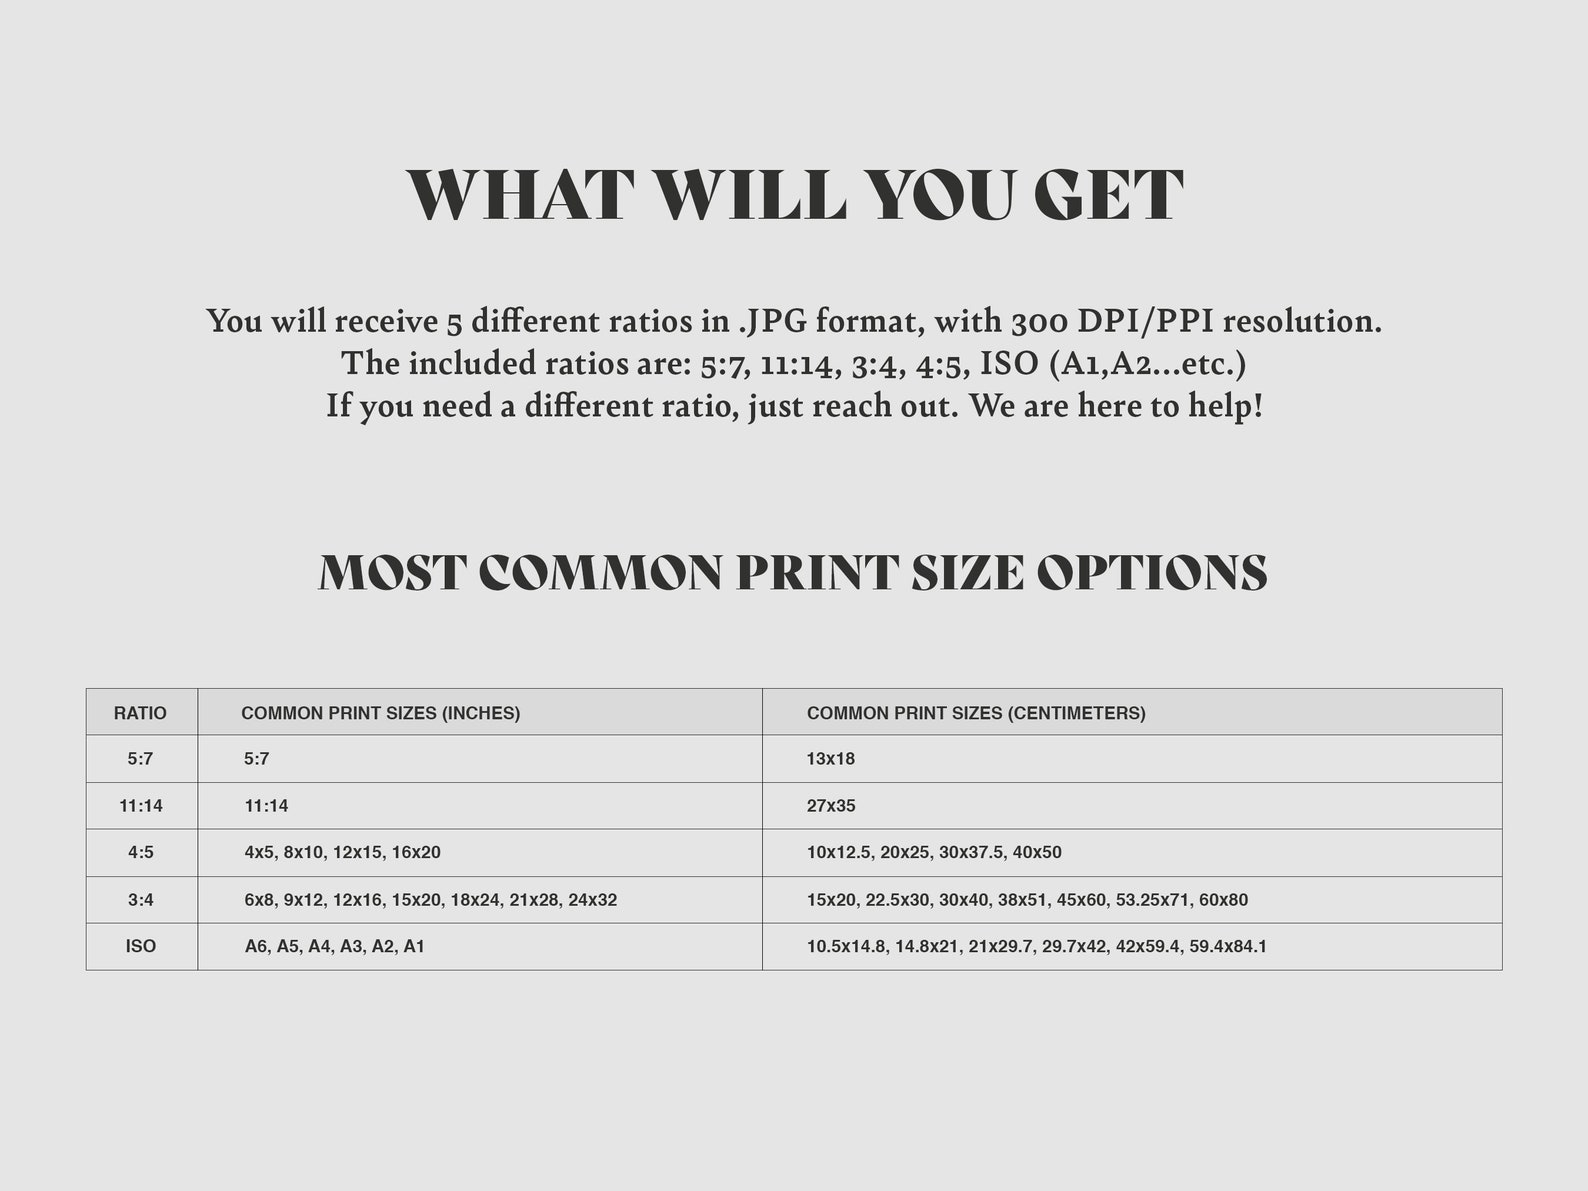 WHAT WILL YOU GET
You will receive 5 different ratios in .JPG format, with 300 DPI/PPI resolution.
The included ratios are: 5:7, 11:14, 3:4, 4:5, ISO (A1,A2...etc.)
If you need a different ratio, just reach out. We are here to help!
MOST COMMON PRINT SIZE OPTIONS
RATIO COMMON PRINT SIZES (INCHES) COMMON PRINT SIZES (CENTIMETERS)
5:7 5:7 13x18
11:14 11:14 27x35
4:5 4x5, 8x10, 12x15, 16x20 10x12.5, 20x25, 30x37.5, 40x50
3:4 6x8, 9x12, 12x16, 15x20, 18x24, 21x28, 24x32 15x20, 22.5x30, 30x40, 38x51, 45x60, 53.25x71, 60x80
ISO A6, A5, A4, A3, A2, A1 10.5x14.8, 14.8x21, 21x29.7, 29.7x42, 42x59.4, 59.4x84.1